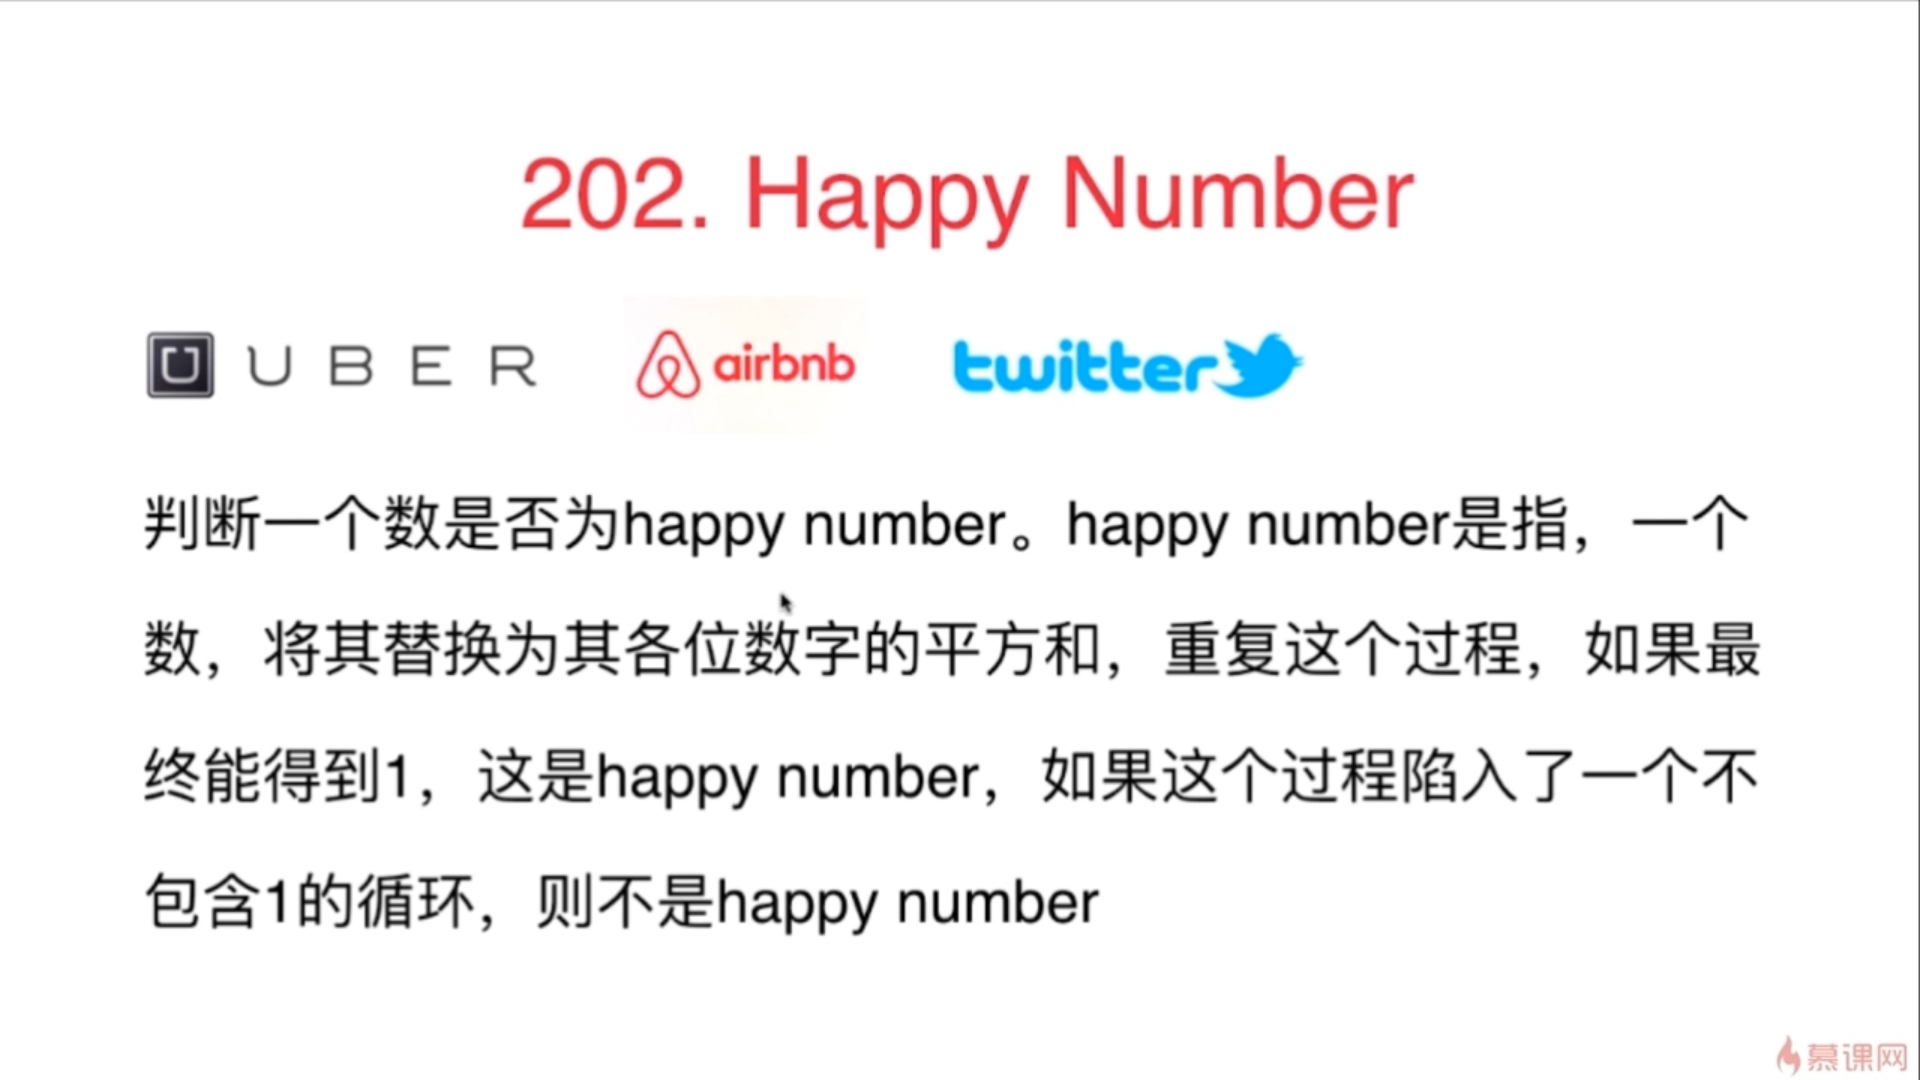 202. Happy Number
UBER airbnb twitter
判断一个数是否为happy number。happy number是指，一个
数，将其替换为其各位数字的平方和，重复这个过程，如果最
终能得到1，这是happy number，如果这个过程陷入了一个不
包含1的循环，则不是happy number
慕课网